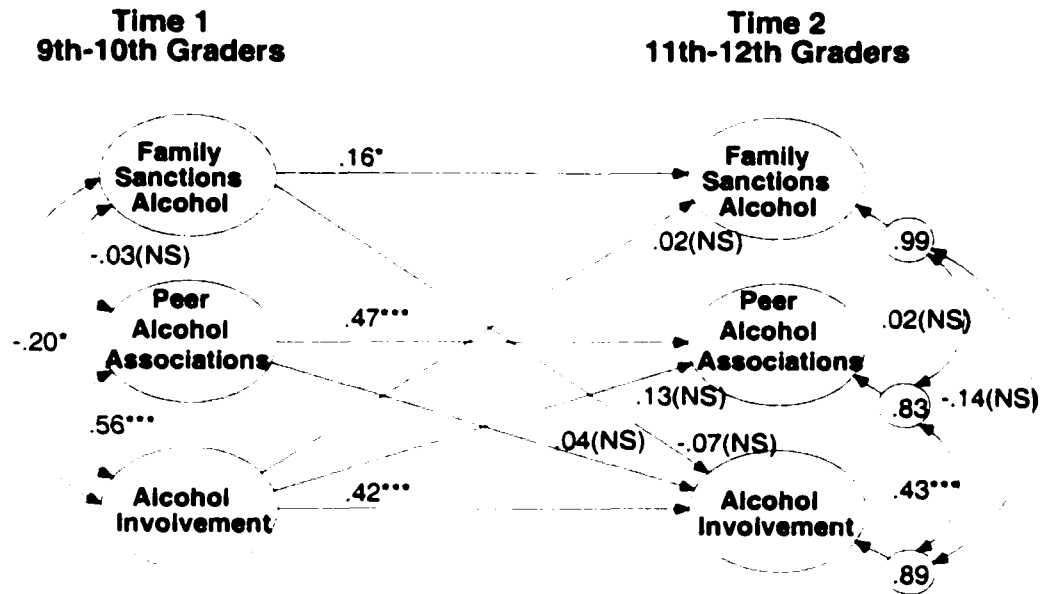 Time 1
9th-10th Graders
Time 2
11th-12th Graders
Family
Sanctions
Alcohol
.16*
Family
Sanctions
Alcohol
-.03(NS)
.02(NS)
.99
Peer
Alcohol
Associations
.47***
Peer
Alcohol
Associations
.02(NS)
-.20*
.13(NS)
.83
-.14(NS)
.56***
.04(NS)
-.07(NS)
Alcohol
Involvement
.42***
Alcohol
Involvement
.43***
.89